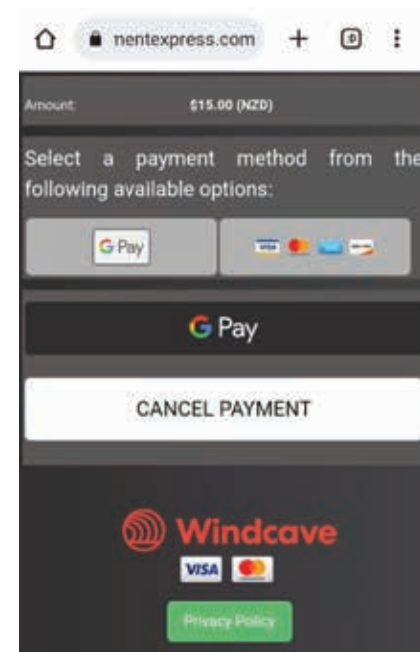 nentexpress.com
Amount: $15.00 (NZD)
Select a payment method from the
following available options:
G Pay VISA
G Pay
CANCEL PAYMENT
Windcave
VISA
Privacy Policy